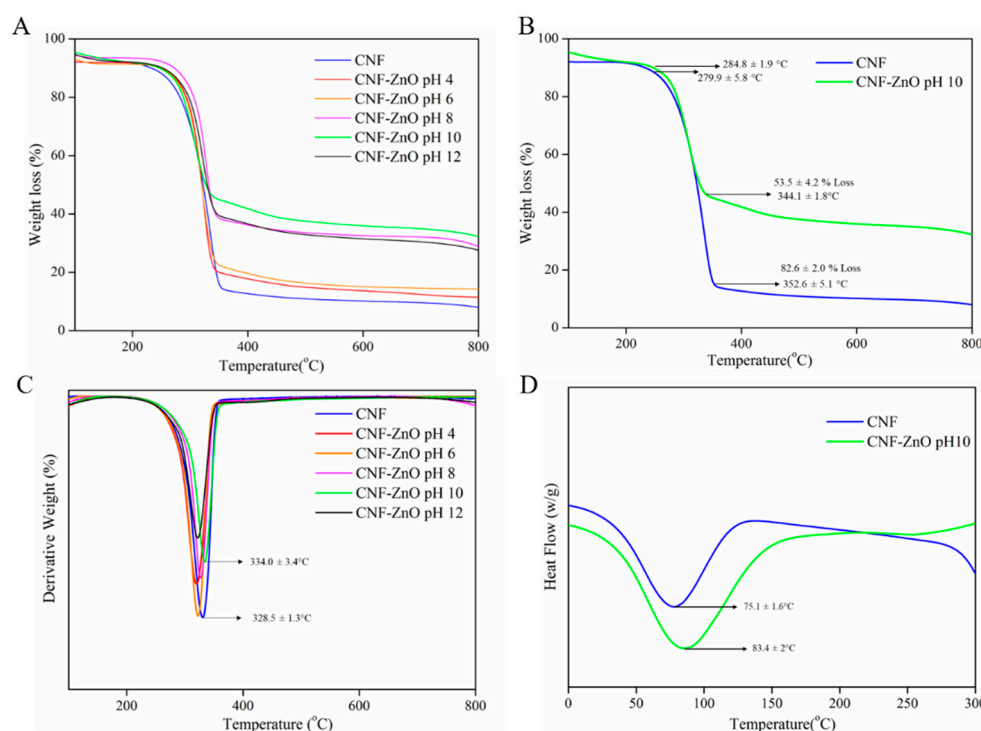 A
Weight loss (%)
100
80
60
40
20
0
200
400
600
800
Temperature(°C)
CNF
CNF-ZnO pH 4
CNF-ZnO pH 6
CNF-ZnO pH 8
CNF-ZnO pH 10
CNF-ZnO pH 12
B
Weight loss (%)
100
80
60
40
20
0
200
400
600
800
Temperature(°C)
CNF
CNF-ZnO pH 10
284.8 ± 1.9 °C
279.9 ± 5.8 °C
53.5 ± 4.2 % Loss
344.1 ± 1.8°C
82.6 ± 2.0 % Loss
352.6 ± 5.1 °C
C
Derivative Weight (%)
200
400
600
800
Temperature (°C)
CNF
CNF-ZnO pH 4
CNF-ZnO pH 6
CNF-ZnO pH 8
CNF-ZnO pH 10
CNF-ZnO pH 12
334.0 ± 3.4°C
328.5 ± 1.3°C
D
Heat Flow (w/g)
0
50
100
150
200
250
300
Temperature(°C)
CNF
CNF-ZnO pH10
75.1 ± 1.6°C
83.4 ± 2°C